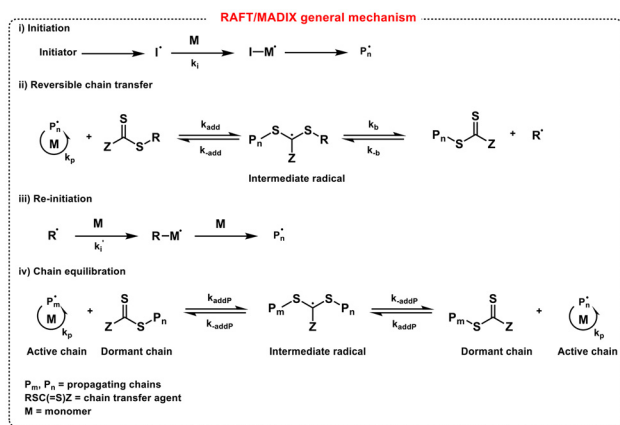 RAFT/MADIX general mechanism
i) Initiation
Initiator I• M ki I–M• Pn•
ii) Reversible chain transfer
Pn• M kp + S Z S R kadd k-add Pn S • S R Z kb k-b Pn S S Z + R•
Intermediate radical
iii) Re-initiation
R• M ki' R–M• M Pn•
iv) Chain equilibration
Pm• M kp + S Z S Pn kaddP k-addP Pm S • S Pn Z k-addP kaddP Pm S S Z + Pn• M kp
Active chain Dormant chain Intermediate radical Dormant chain Active chain
Pm, Pn = propagating chains
RSC(=S)Z = chain transfer agent
M = monomer